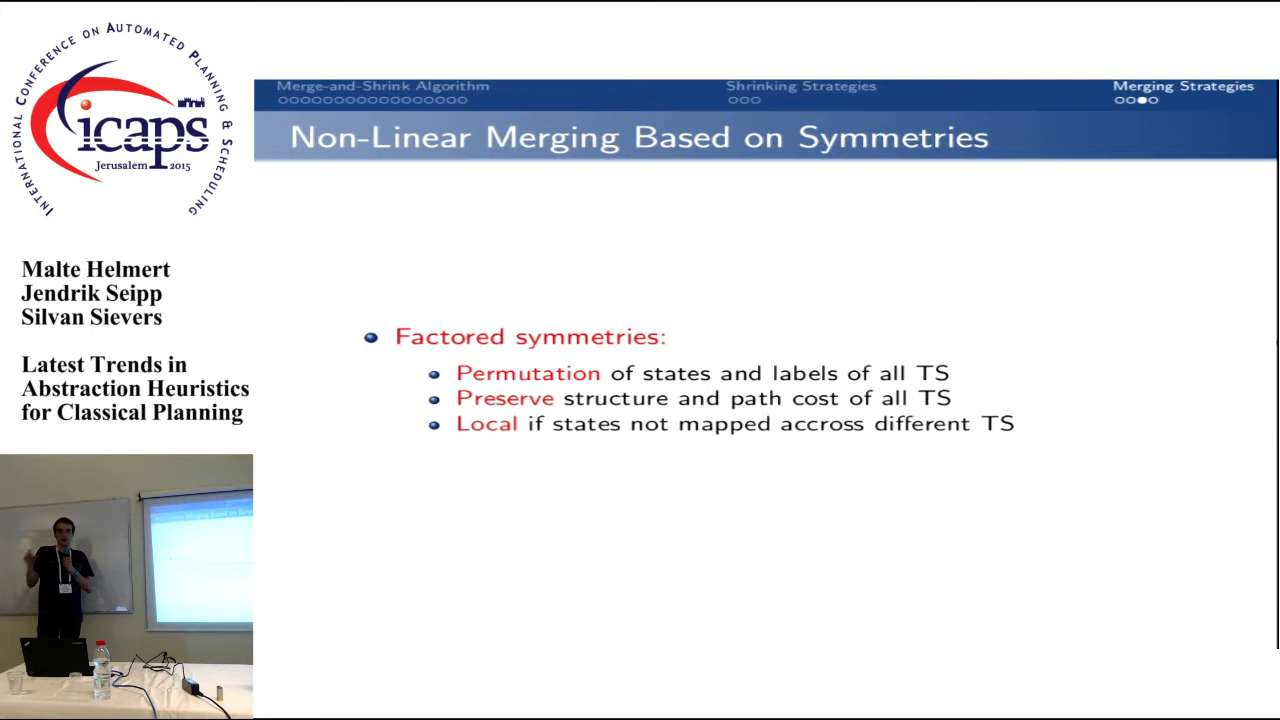 INTERNATIONAL CONFERENCE ON AUTOMATED PLANNING & SCHEDULING
icaps
Jerusalem 2015
Malte Helmert
Jendrik Seipp
Silvan Sievers
Latest Trends in
Abstraction Heuristics
for Classical Planning
Merge-and-Shrink Algorithm
Shrinking Strategies
Merging Strategies
Non-Linear Merging Based on Symmetries
Factored symmetries:
Permutation of states and labels of all TS
Preserve structure and path cost of all TS
Local if states not mapped accross different TS